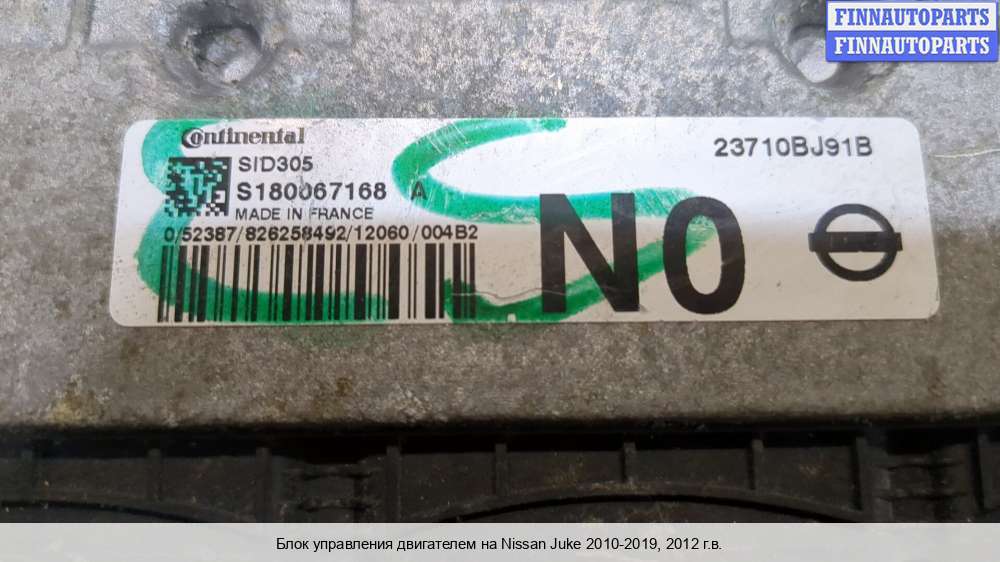 FINNAUTOPARTS
FINNAUTOPARTS
Continental
23710BJ91B
SID305
S180067168 A
MADE IN FRANCE
0/52387/826258492/12060/004B2
N0
Блок управления двигателем на Nissan Juke 2010-2019, 2012 г.в.